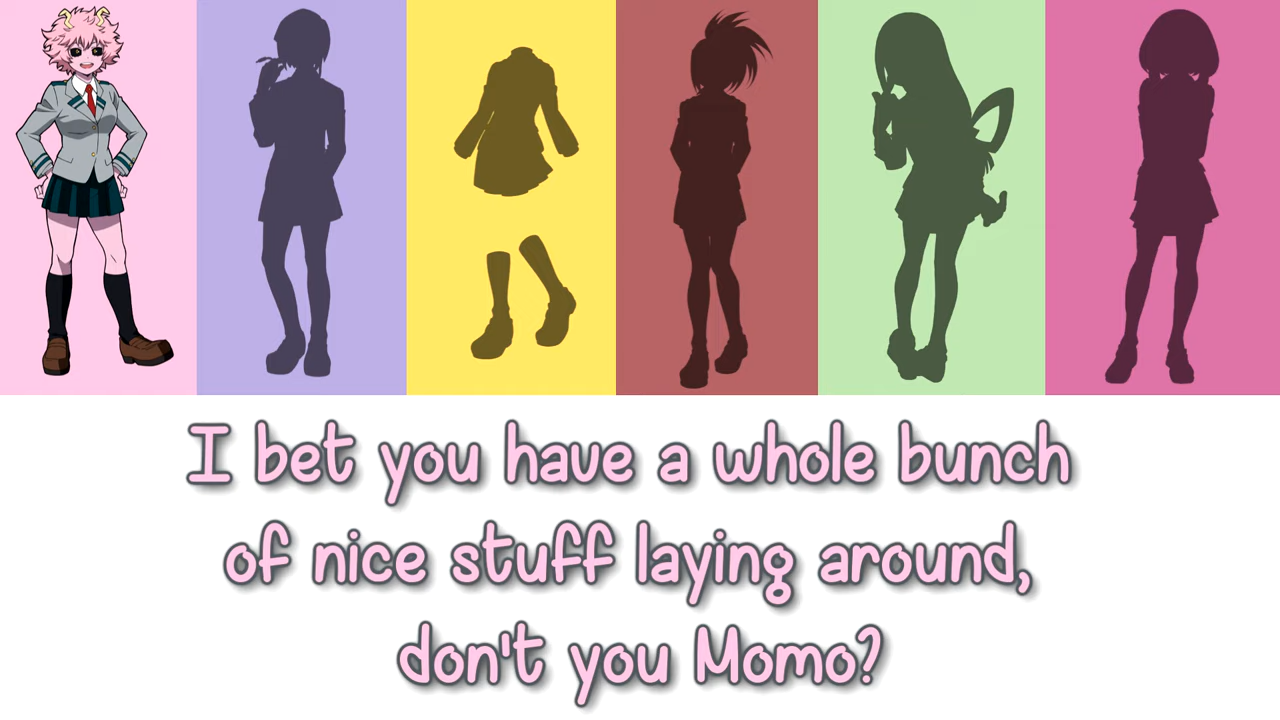 I bet you have a whole bunch
of nice stuff laying around,
don't you Momo?